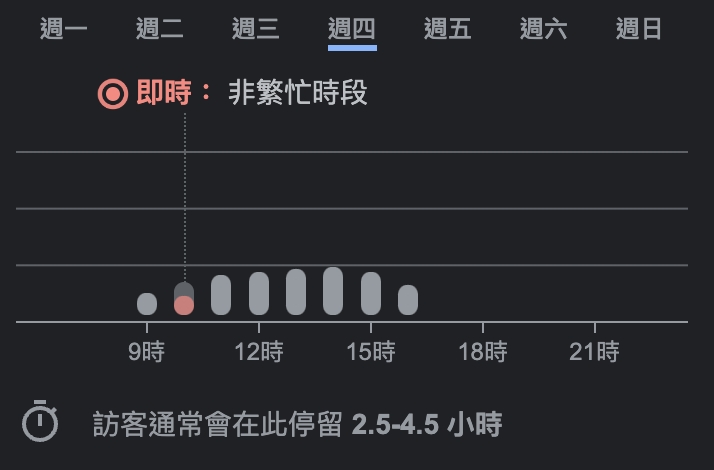 週一 週二 週三 週四 週五 週六 週日
即時： 非繁忙時段
9時 12時 15時 18時 21時
訪客通常會在此停留 2.5-4.5 小時